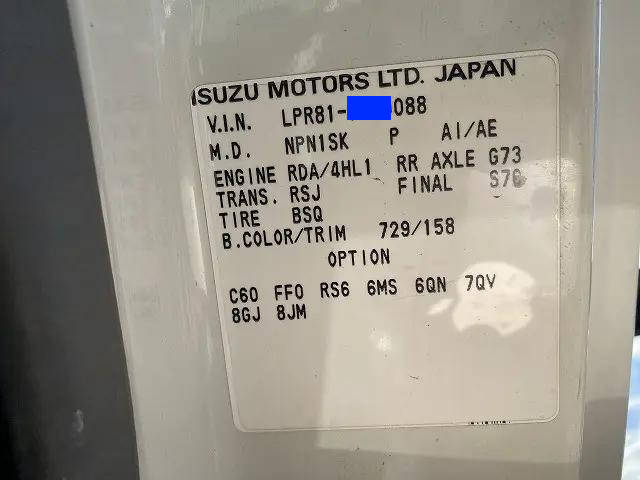 ISUZU MOTORS LTD. JAPAN
V.I.N. LPR81- 088
M.D. NPN1SK P AI/AE
ENGINE RDA/4HL1 RR AXLE G73
TRANS. RSJ FINAL
TIRE BSQ
B.COLOR/TRIM 729/158
OPTION
C60 FF0 RS6 6MS 6QN 7QV
8GJ 8JM